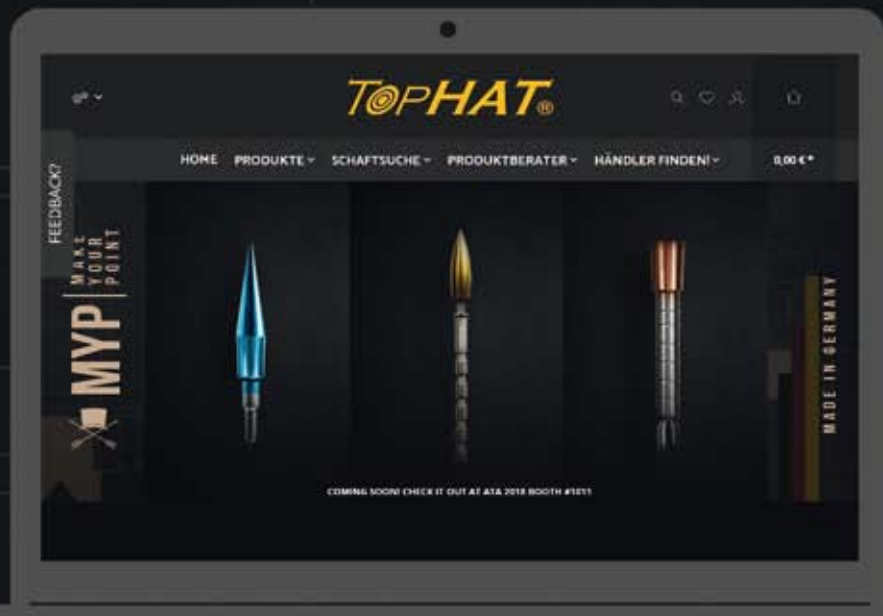 TopHAT®
HOME PRODUKTE SCHAFTSUCHE PRODUKTBERATER HÄNDLER FINDEN! 0,00 € *
FEEDBACK?
MYP
MAKE
YOUR
POINT
MADE IN GERMANY
COMING SOON! CHECK IT OUT AT ATA 2018 BOOTH #1011